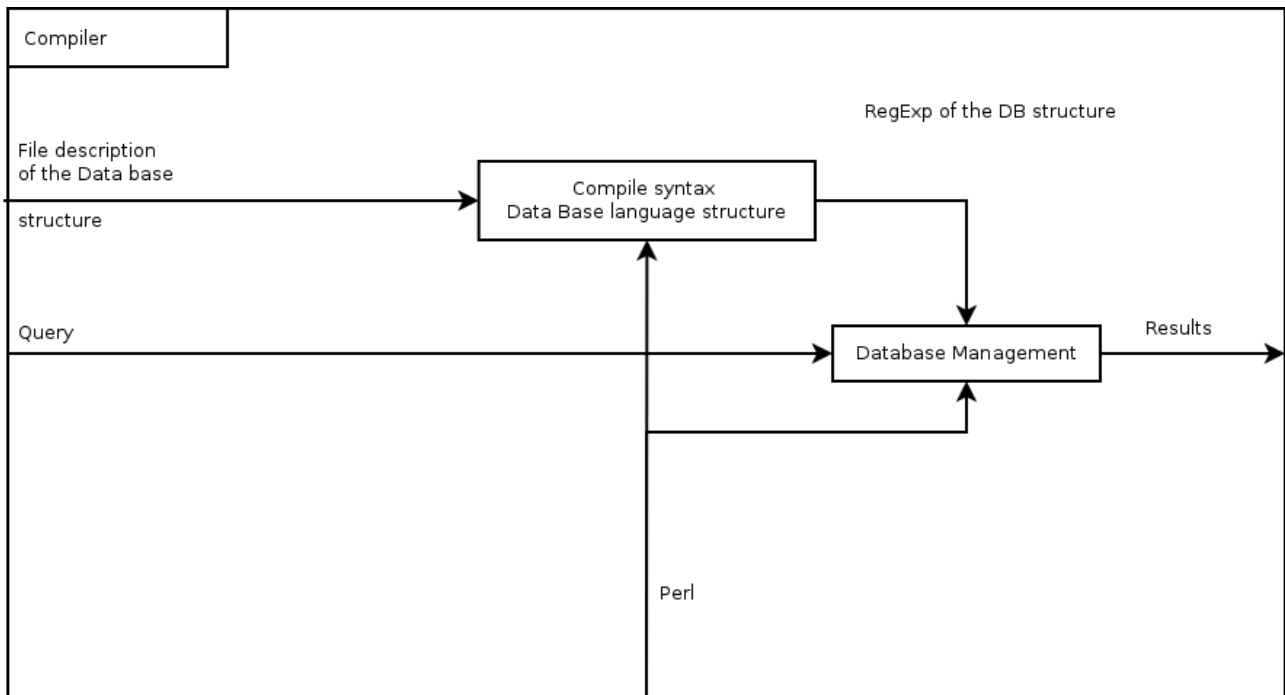 Compiler
RegExp of the DB structure
File description
of the Data base
structure
Compile syntax
Data Base language structure
Query
Database Management
Results
Perl